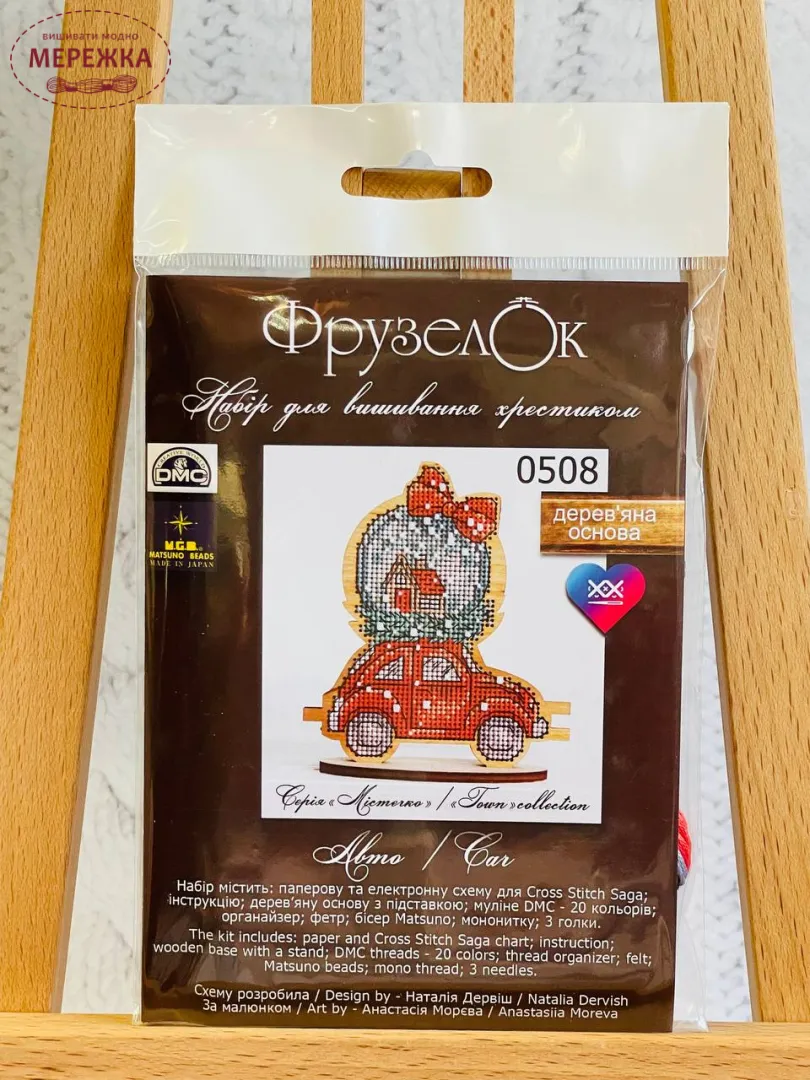 вишивати модно
МЕРЕЖКА
ФрузелОк
Набір для вишивання хрестиком
CREATIVE WORLD
DMC
0508
M.G.B.®
MATSUNO BEADS
MADE IN JAPAN
дерев'яна
основа
Серія «Містечко» / «Town» collection
Авто / Car
Набір містить: паперову та електронну схему для Cross Stitch Saga;
інструкцію; дерев'яну основу з підставкою; муліне DMC - 20 кольорів;
органайзер; фетр; бісер Matsuno; мононитку; 3 голки.
The kit includes: paper and Cross Stitch Saga chart; instruction;
wooden base with a stand; DMC threads - 20 colors; thread organizer; felt;
Matsuno beads; mono thread; 3 needles.
Схему розробила / Design by - Наталія Дервіш / Natalia Dervish
За малюнком / Art by - Анастасія Морєва / Anastasiia Moreva